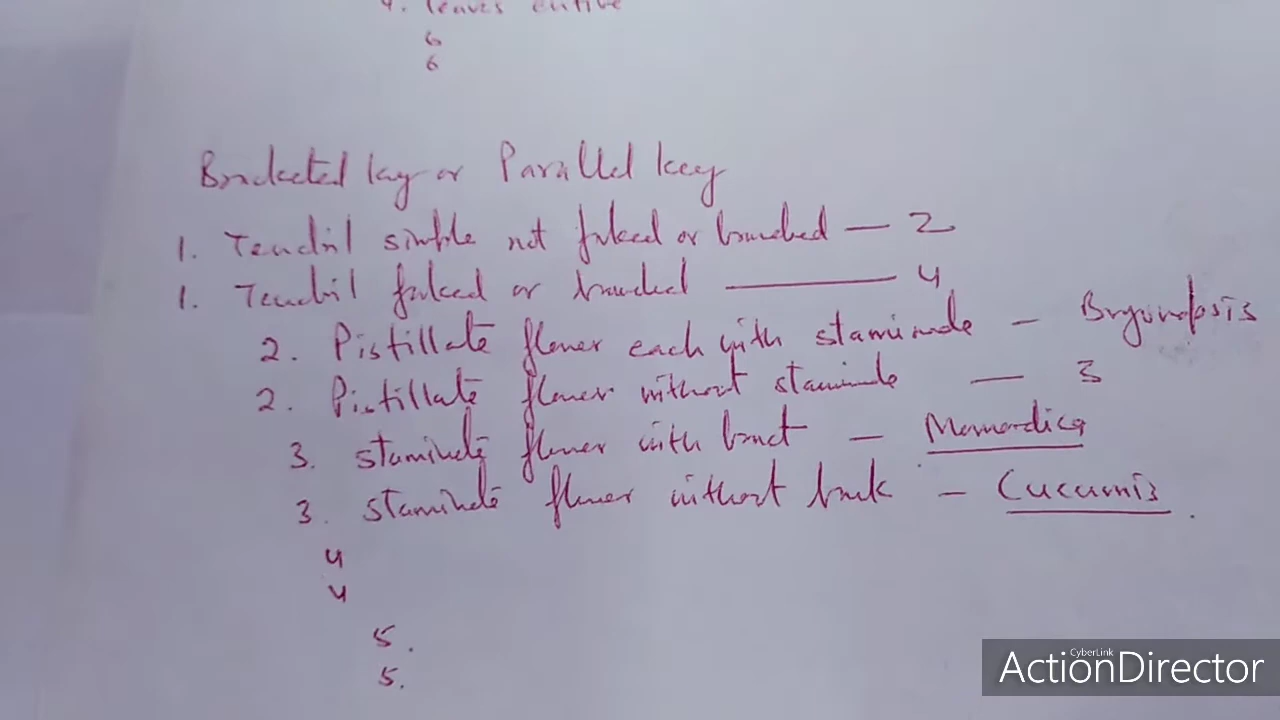 4. leaves entire
6
6
Bracketed key or Parallel key
1. Tendril simple not forked or branched — 2
1. Tendril forked or branched — 4
2. Pistillate flower each with staminode — Bryonopsis
2. Pistillate flower without staminode — 3
3. staminate flower with bract — Momordica
3. staminate flower without bract — Cucumis.
4
4
5.
5.
CyberLink
ActionDirector